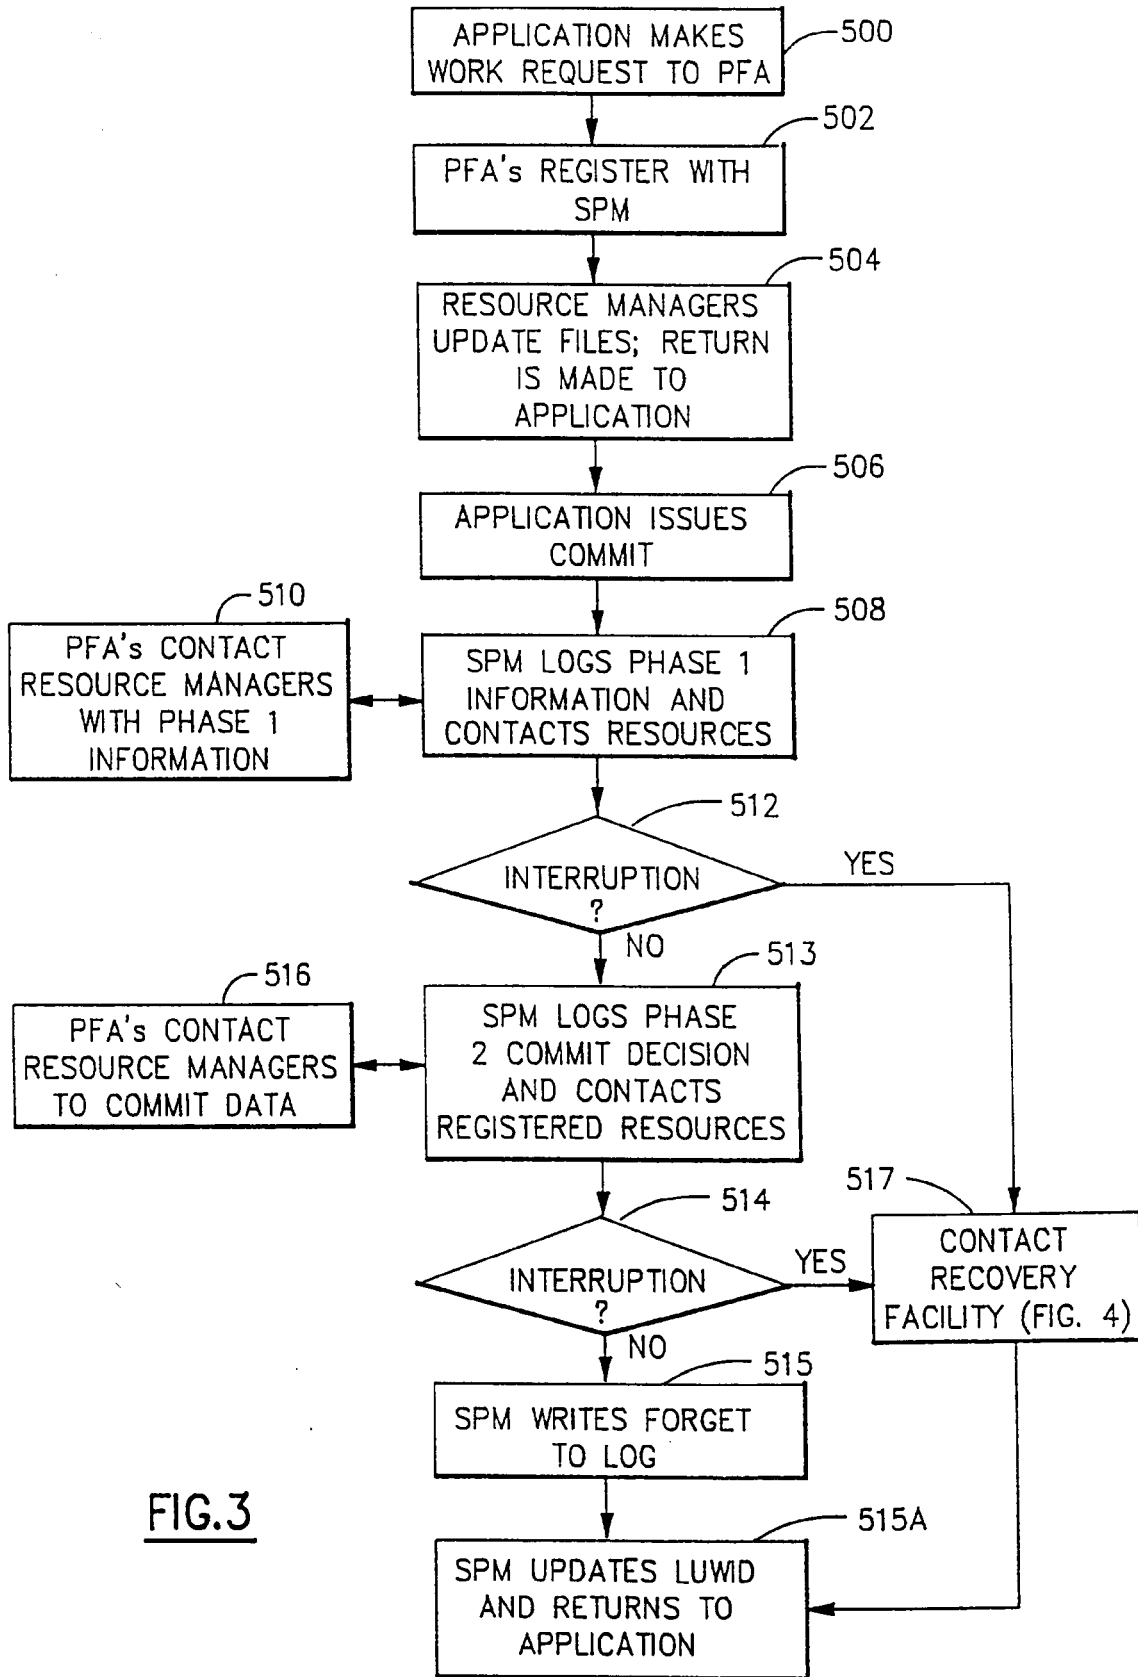 APPLICATION MAKES
WORK REQUEST TO PFA
500
502
PFA's REGISTER WITH
SPM
504
RESOURCE MANAGERS
UPDATE FILES; RETURN
IS MADE TO
APPLICATION
506
APPLICATION ISSUES
COMMIT
510
PFA's CONTACT
RESOURCE MANAGERS
WITH PHASE 1
INFORMATION
508
SPM LOGS PHASE 1
INFORMATION AND
CONTACTS RESOURCES
512
INTERRUPTION
?
YES
NO
516
PFA's CONTACT
RESOURCE MANAGERS
TO COMMIT DATA
513
SPM LOGS PHASE
2 COMMIT DECISION
AND CONTACTS
REGISTERED RESOURCES
514
INTERRUPTION
?
YES
NO
517
CONTACT
RECOVERY
FACILITY (FIG. 4)
515
SPM WRITES FORGET
TO LOG
515A
SPM UPDATES LUWID
AND RETURNS TO
APPLICATION
FIG.3